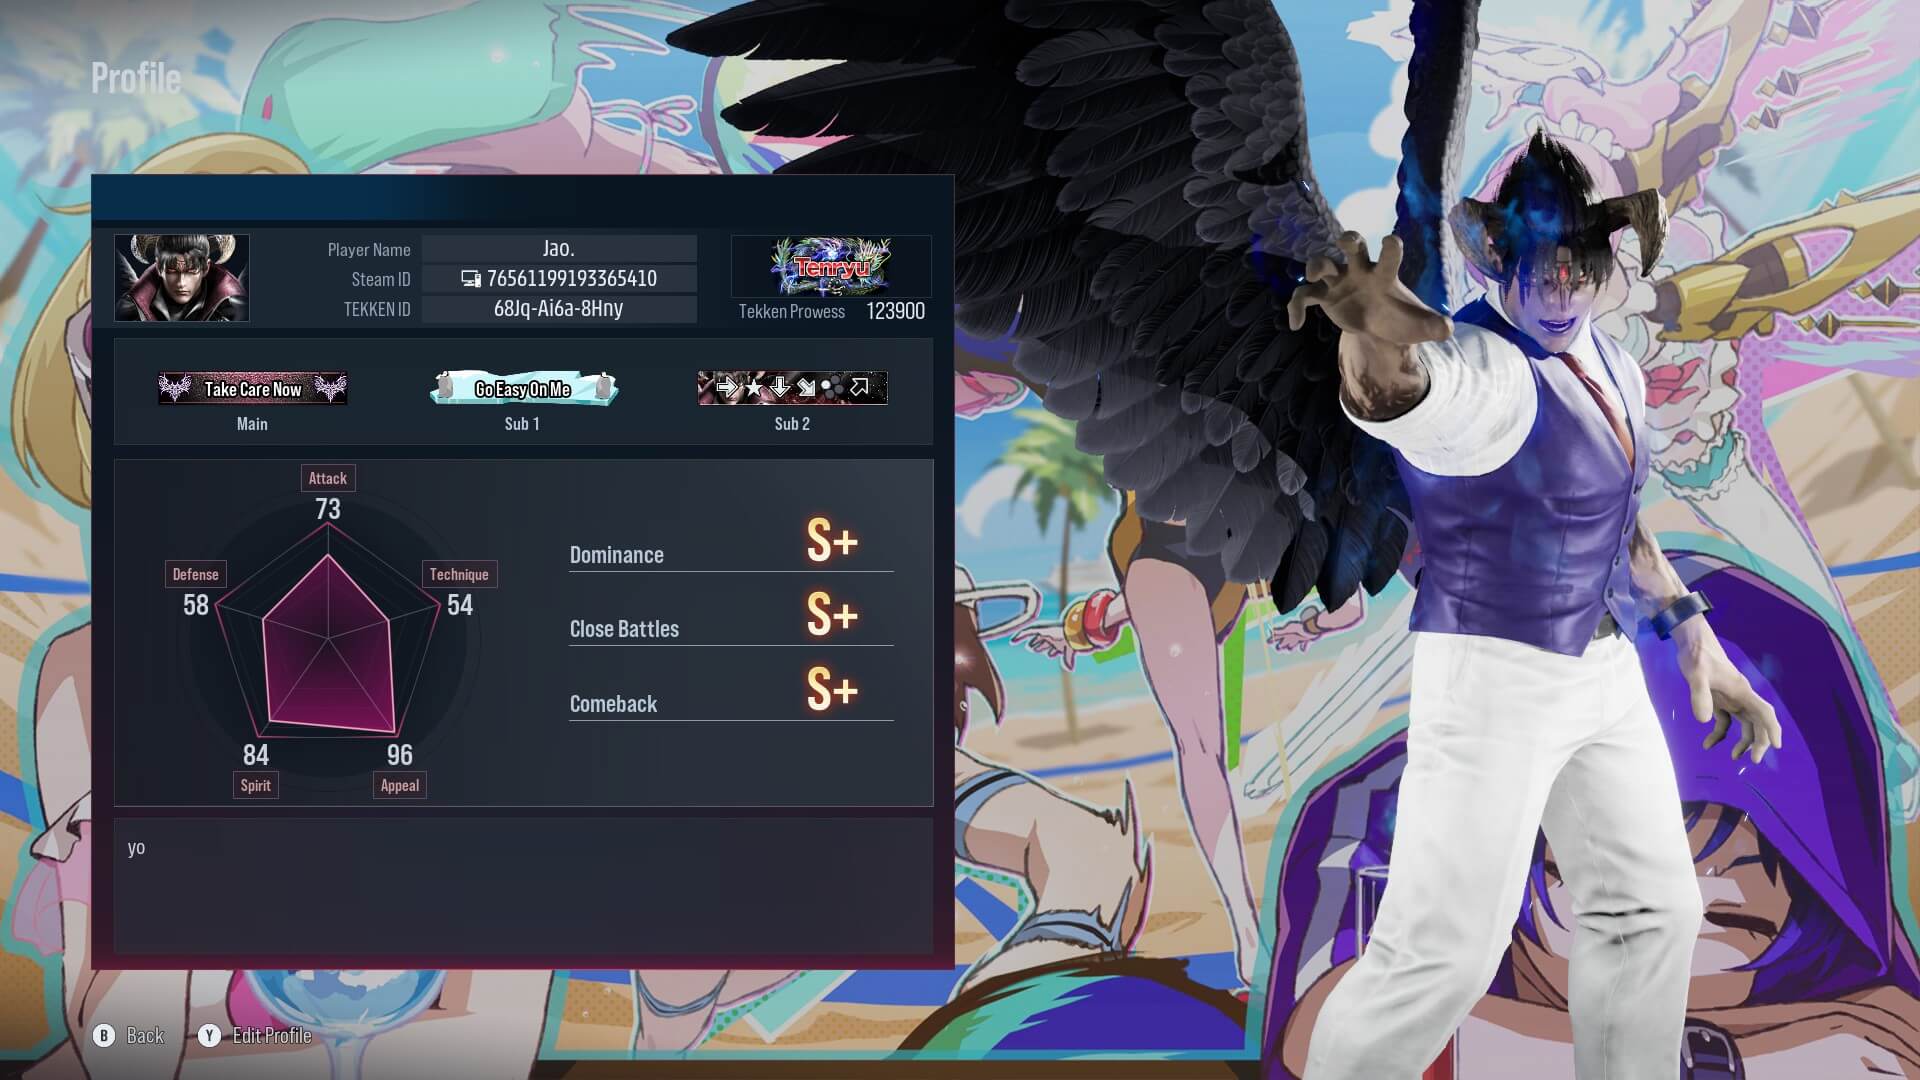 Profile
Player Name Jao.
Steam ID 76561199193365410
TEKKEN ID 68Jq-Ai6a-8Hny
Tenryu
Tekken Prowess 123900
Take Care Now
Go Easy On Me
Main
Sub 1
Sub 2
Attack
73
Defense
58
Technique
54
84
Spirit
96
Appeal
Dominance S+
Close Battles S+
Comeback S+
yo
B Back Y Edit Profile